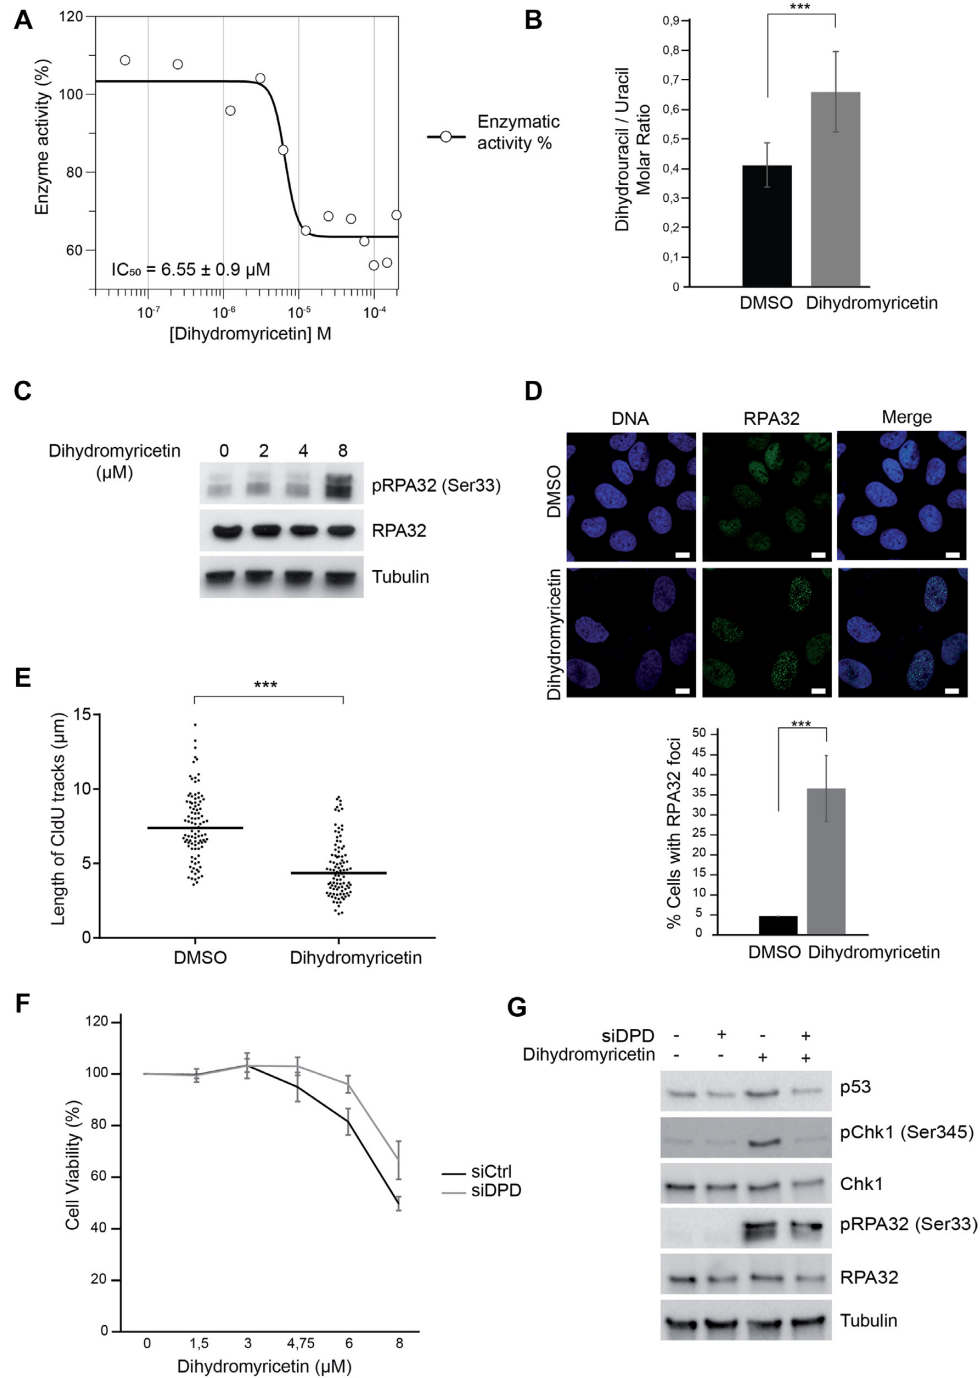 A
120
100
80
60
Enzyme activity (%)
IC₅₀ = 6.55 ± 0.9 µM
10⁻⁷ 10⁻⁶ 10⁻⁵ 10⁻⁴
[Dihydromyricetin] M
Enzymatic
activity %
B
***
Dihydrouracil / Uracil
Molar Ratio
0,9
0,8
0,7
0,6
0,5
0,4
0,3
0,2
0,1
0
DMSO Dihydromyricetin
C
Dihydromyricetin
(µM)
0 2 4 8
pRPA32 (Ser33)
RPA32
Tubulin
D
DNA RPA32 Merge
DMSO
Dihydromyricetin
***
% Cells with RPA32 foci
50
45
40
35
30
25
20
15
10
5
0
DMSO Dihydromyricetin
E
***
Length of CldU tracks (µm)
15
10
5
0
DMSO Dihydromyricetin
F
Cell Viability (%)
120
100
80
60
40
20
0
0 1,5 3 4,75 6 8
Dihydromyricetin (µM)
siCtrl
siDPD
G
siDPD - + - +
Dihydromyricetin - - + +
p53
pChk1 (Ser345)
Chk1
pRPA32 (Ser33)
RPA32
Tubulin